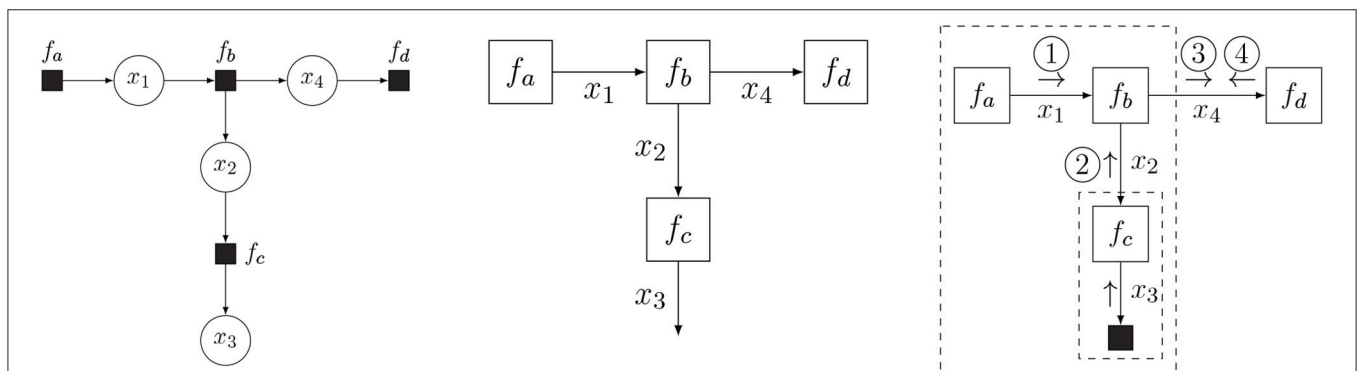 f_a f_b f_d
x_1 x_4
x_2
f_c
x_3
f_a f_b f_d
x_1 x_4
x_2
f_c
x_3
① ③ ④
f_a f_b f_d
x_1 x_4
② x_2
f_c
x_3